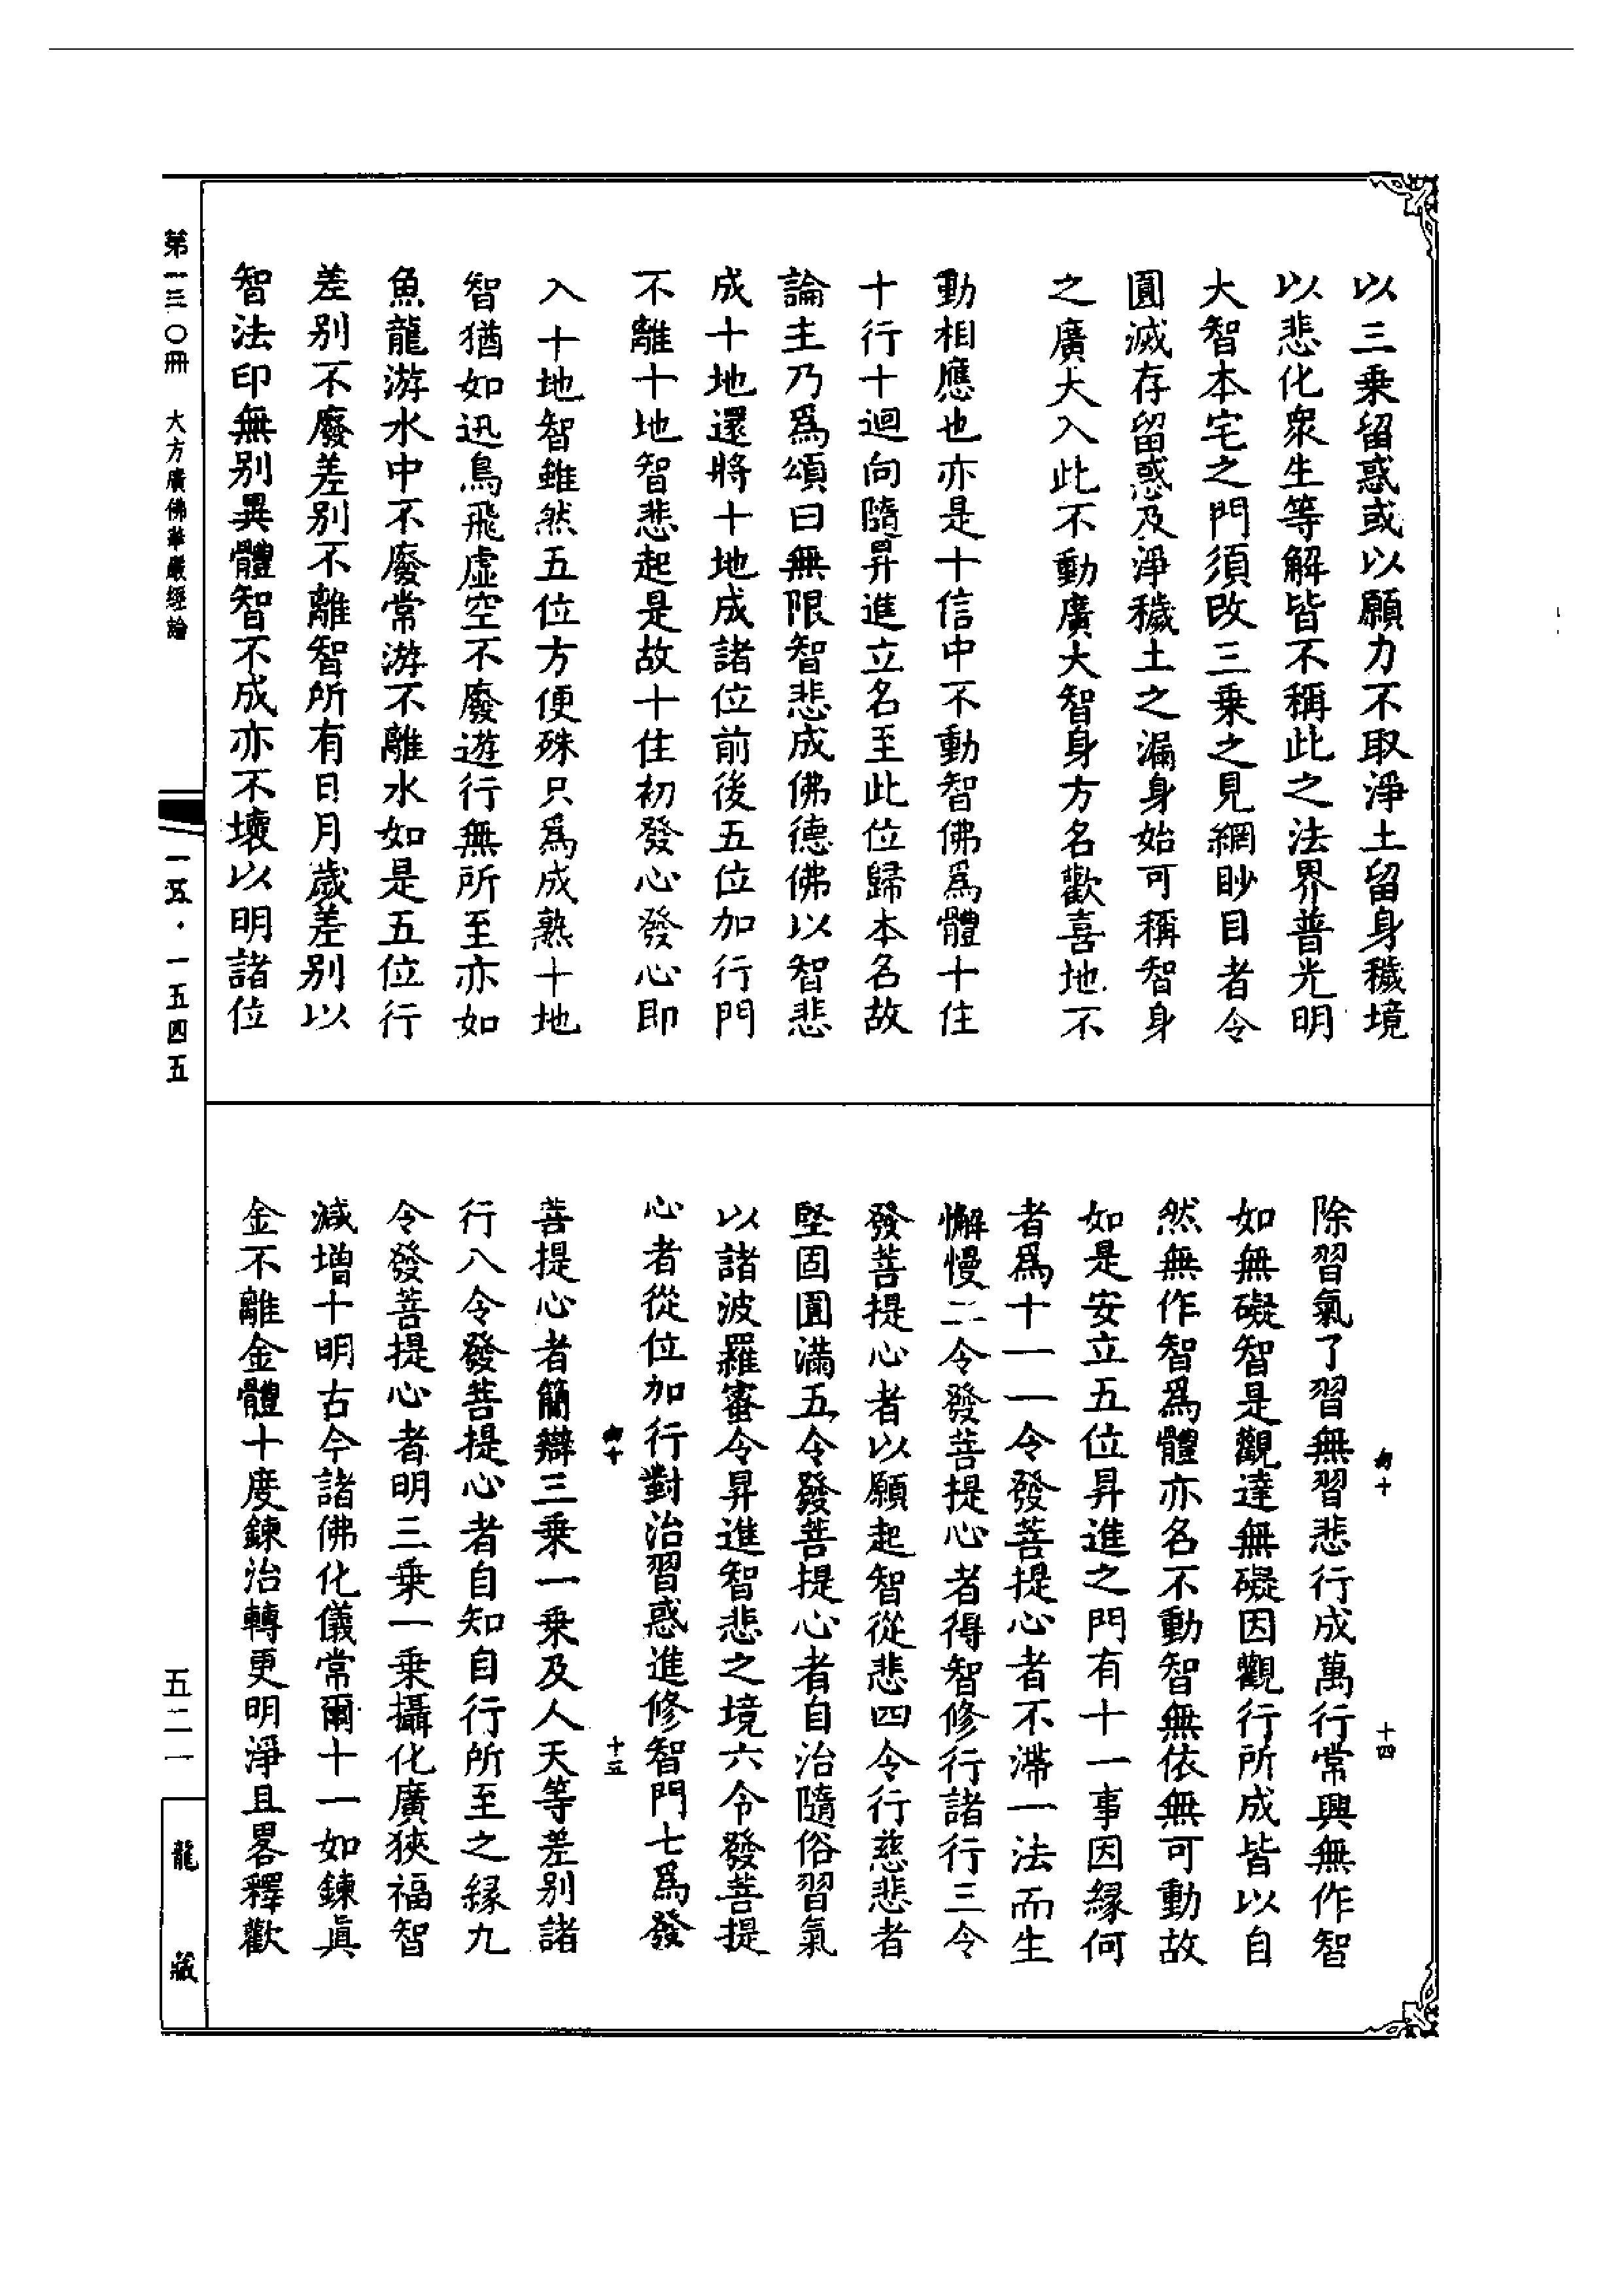 以三乗留惑或以願力不取淨土留身穢境
以悲化衆生等解皆不稱此之法界普光明
大智本宅之門須改三乗之見網眇目者令
圓滅存留惑及淨穢土之漏身始可稱智身
之廣大入此不動廣大智身方名歡喜地不
動相應也亦是十信中不動智佛爲體十住
十行十迴向隨昇進立名至此位歸本名故
論主乃爲頌曰無限智悲成佛德佛以智悲
成十地還將十地成諸位前後五位加行門
不離十地智悲起是故十住初發心發心即
入十地智雖然五位方便殊只爲成熟十地
智猶如迅鳥飛虛空不廢遊行無所至亦如
魚龍游水中不廢常游不離水如是五位行
差别不廢差别不離智所有日月歲差别以
智法印無别異體智不成亦不壞以明諸位
除習氣了習無習悲行成萬行常興無作智
如無礙智是觀達無礙因觀行所成皆以自
然無作智爲體亦名不動智無依無可動故
如是安立五位昇進之門有十一事因緣何
者爲十一一令發菩提心者不滯一法而生
懈慢二令發菩提心者得智修行諸行三令
發菩提心者以願起智從悲四令行慈悲者
堅固圓滿五令發菩提心者自治隨俗習氣
以諸波羅蜜令昇進智悲之境六令發菩提
心者從位加行對治習惑進修智門七爲發
菩提心者簡辯三乗一乗及人天等差别諸
行八令發菩提心者自知自行所至之緣九
令發菩提心者明三乗一乗攝化廣狹福智
減增十明古今諸佛化儀常爾十一如鍊眞
金不離金體十度鍊治轉更明淨且畧釋歡
十四
十三
第一三〇冊 大方廣佛華嚴經論
一五·一五四五
五二一
龍藏